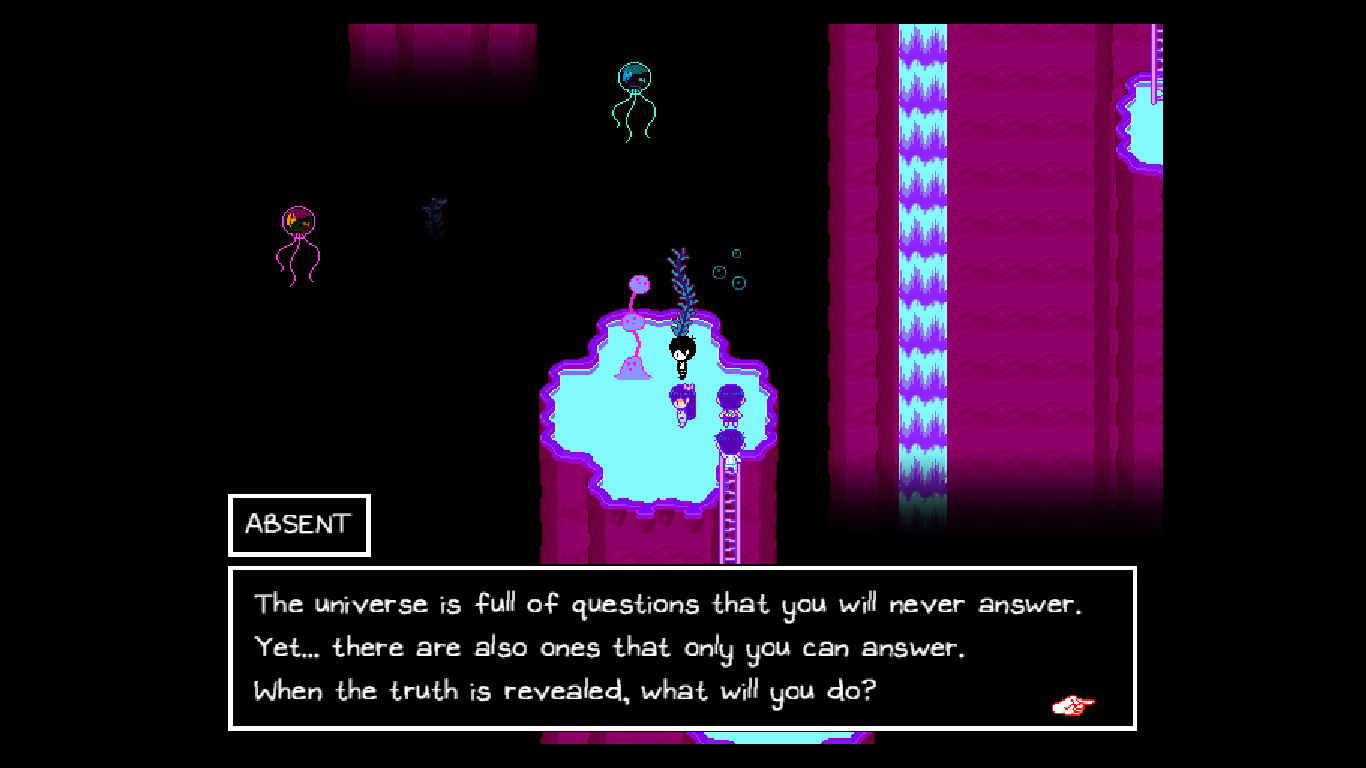 ABSENT
The universe is full of questions that you will never answer.
Yet... there are also ones that only you can answer.
When the truth is revealed, what will you do?